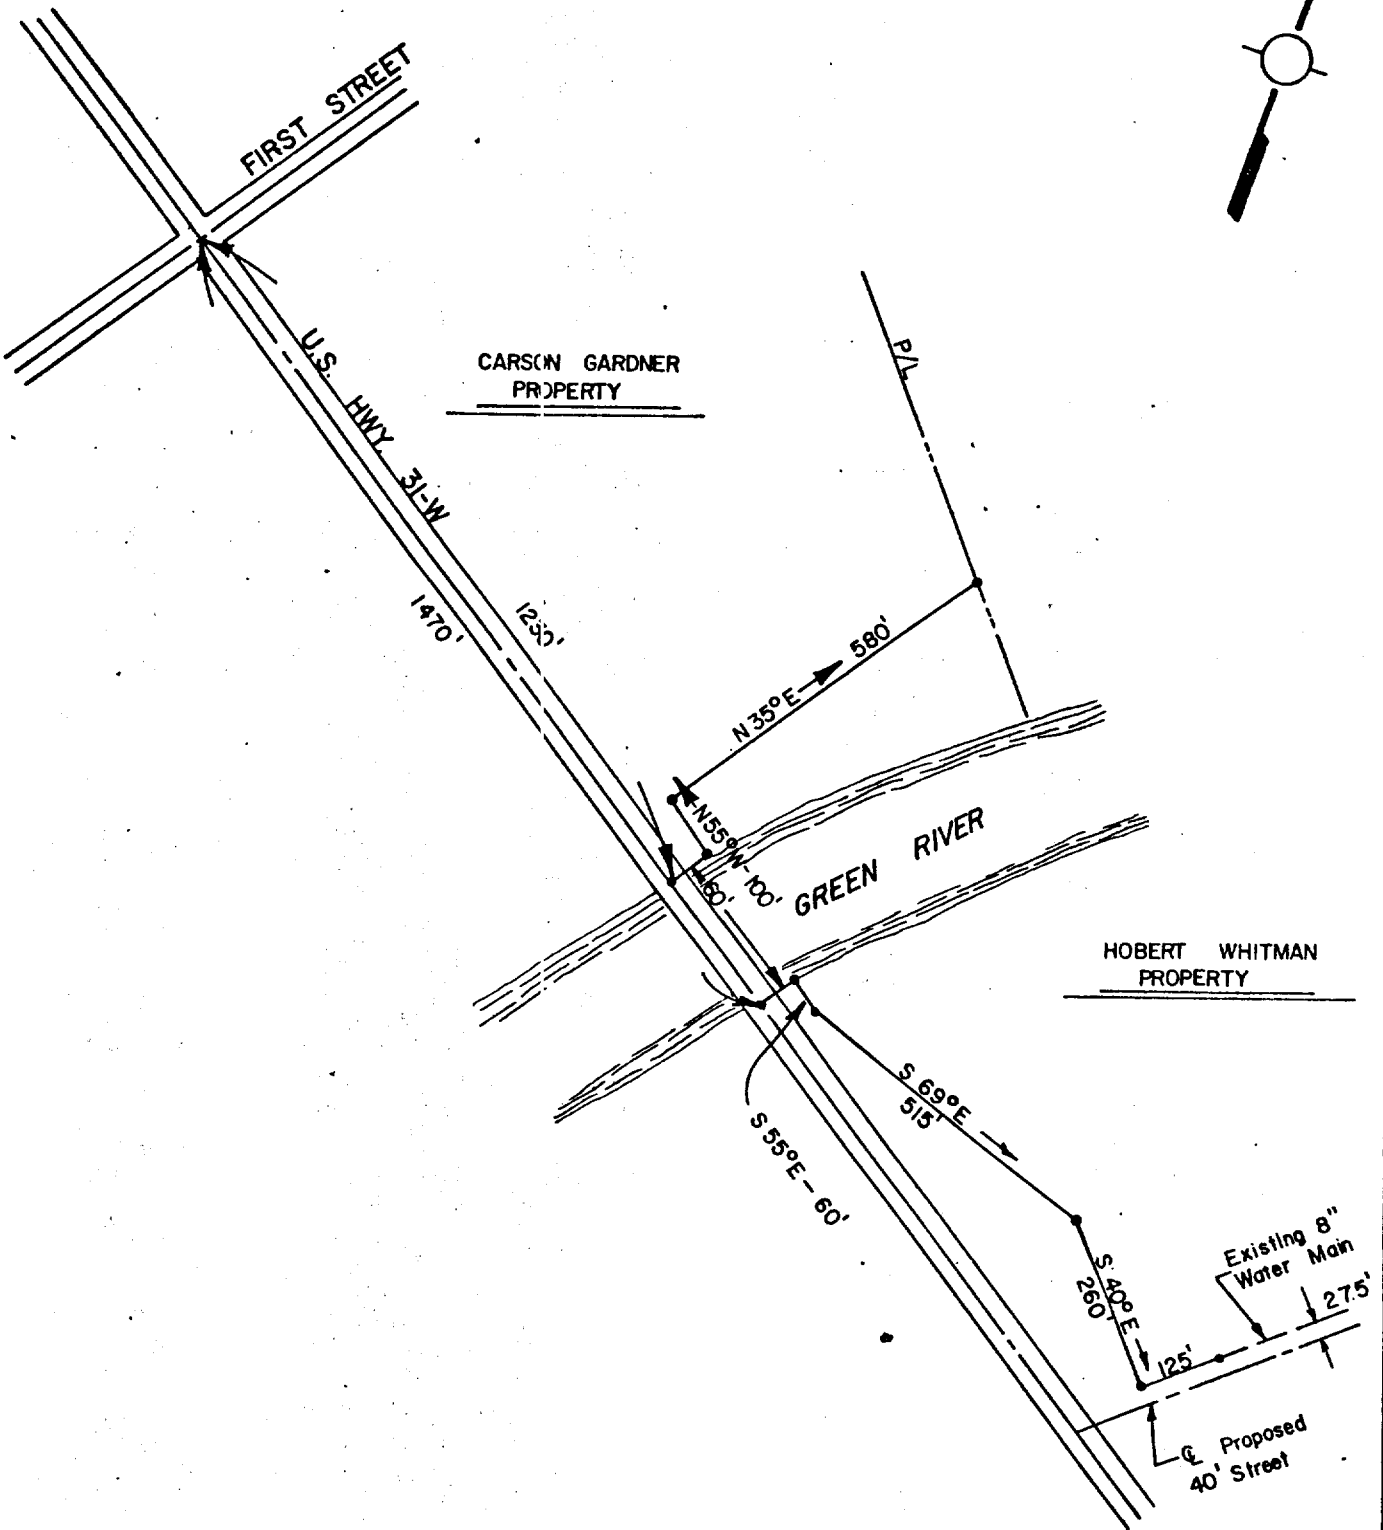 FIRST STREET
U.S. HWY. 31-W
CARSON GARDNER
PROPERTY
P/L
1470'
N 35°E 580'
N 55° W - 100'
60'
GREEN RIVER
HOBERT WHITMAN
PROPERTY
S 69°E
515'
S 55°E - 60'
S 40° E
260'
125'
Existing 8"
Water Main
27.5'
℄ Proposed
40' Street